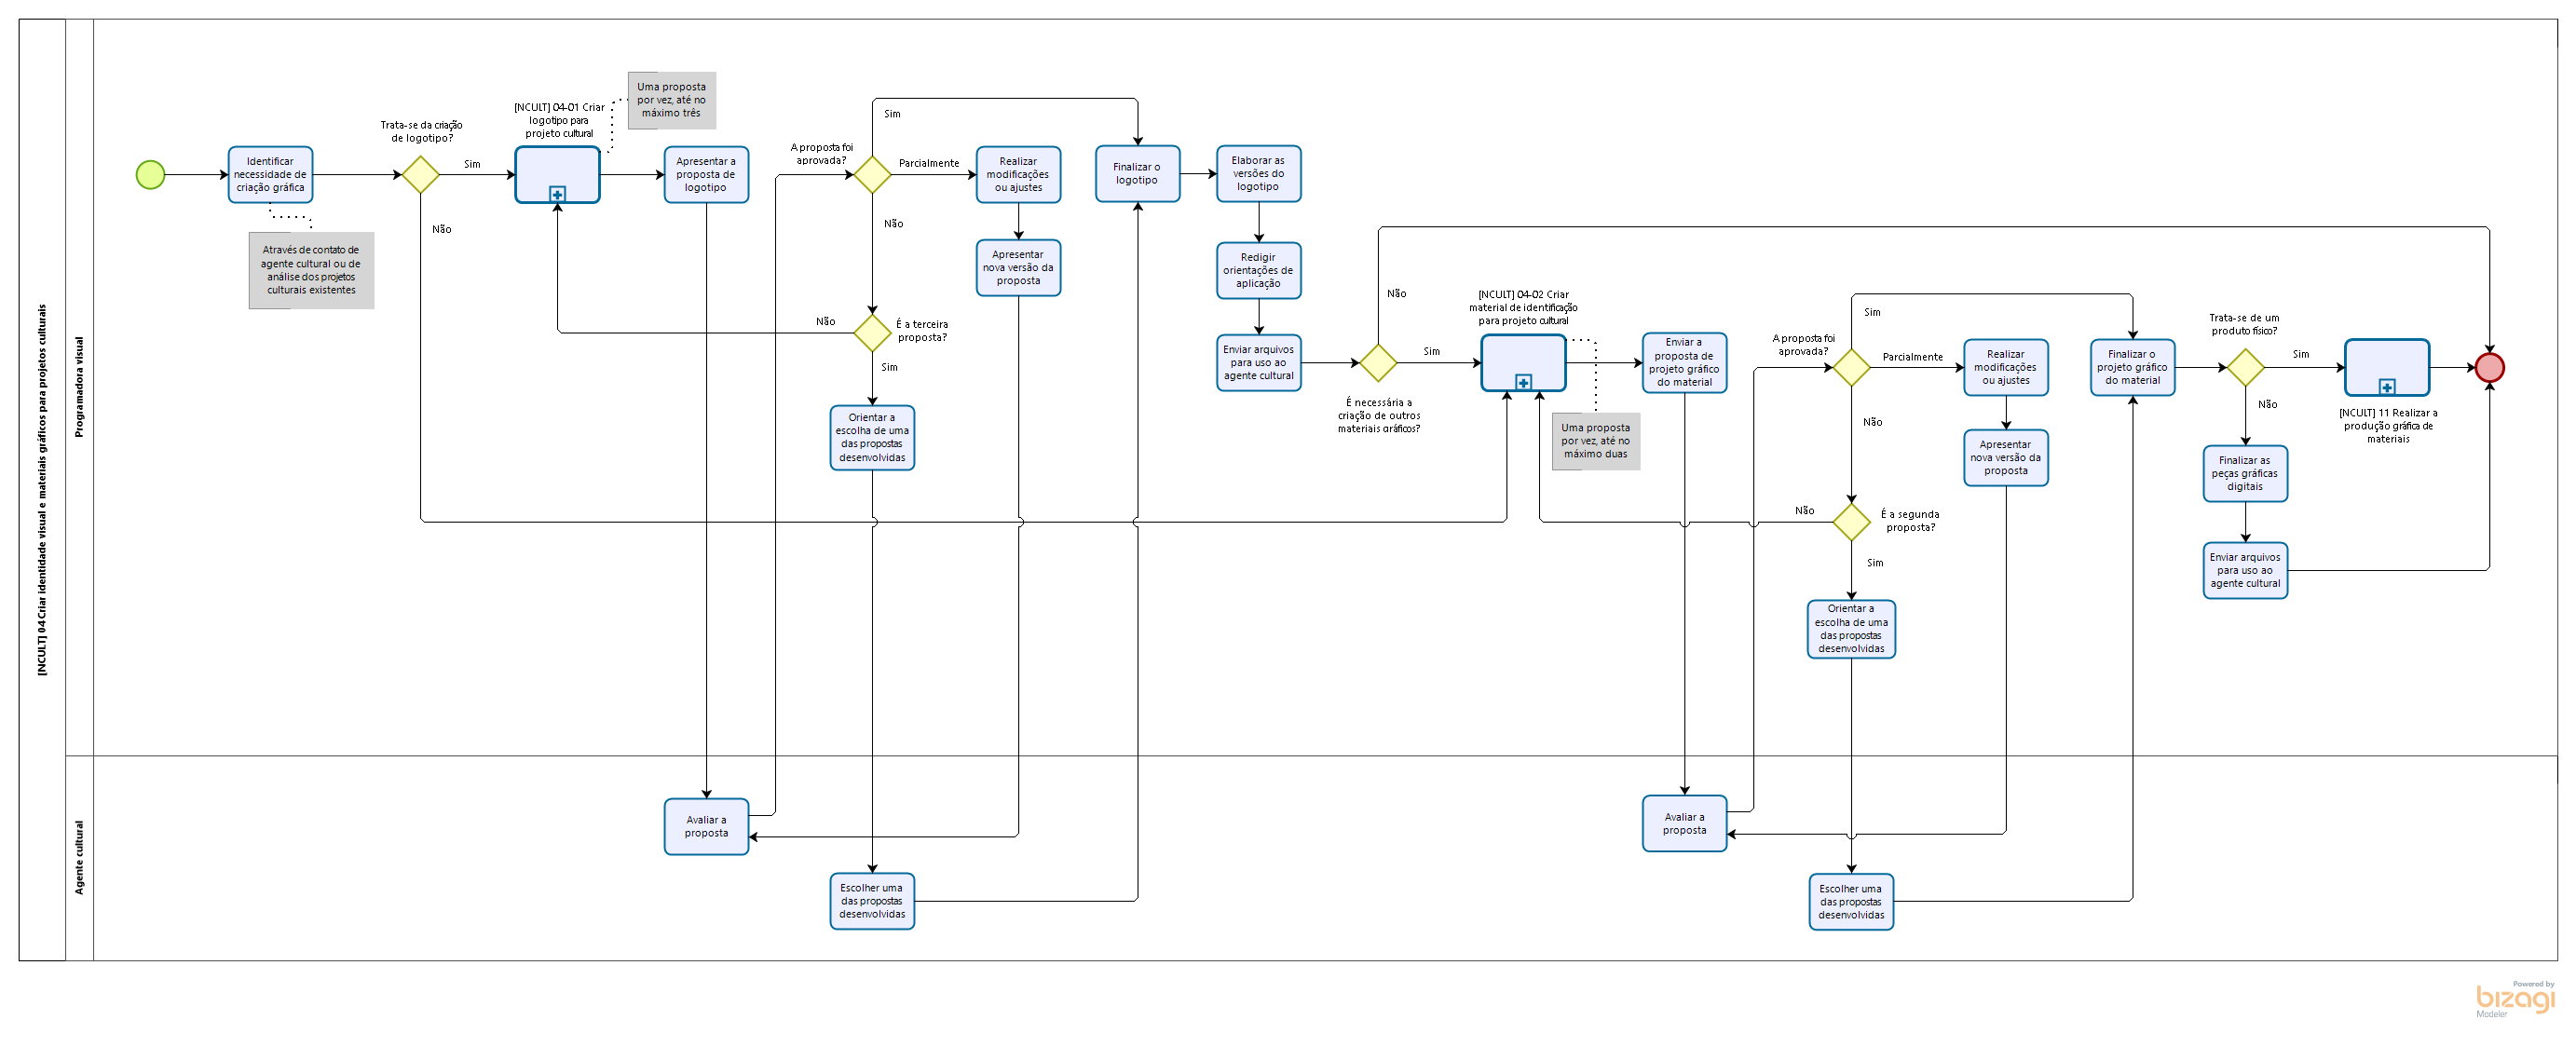 [NCULT] 04 Criar identidade visual e materiais gráficos para projetos culturais
Programadora visual
Agente cultural
Identificar
necessidade de
criação gráfica
Através de contato de
agente cultural ou de
análise dos projetos
culturais existentes
Trata-se da criação
de logotipo?
Sim
Não
[NCULT] 04-01 Criar
logotipo para
projeto cultural
Uma proposta
por vez, até no
máximo três
Apresentar a
proposta de
logotipo
A proposta foi
aprovada?
Sim
Parcialmente
Não
Realizar
modificações
ou ajustes
Apresentar
nova versão da
proposta
É a terceira
proposta?
Não
Sim
Orientar a
escolha de uma
das propostas
desenvolvidas
Avaliar a
proposta
Escolher uma
das propostas
desenvolvidas
Finalizar o
logotipo
Elaborar as
versões do
logotipo
Redigir
orientações de
aplicação
Enviar arquivos
para uso ao
agente cultural
É necessária a
criação de outros
materiais gráficos?
Não
Sim
[NCULT] 04-02 Criar
material de identificação
para projeto cultural
Uma proposta
por vez, até no
máximo duas
Enviar a
proposta de
projeto gráfico
do material
A proposta foi
aprovada?
Sim
Parcialmente
Não
Realizar
modificações
ou ajustes
Apresentar
nova versão da
proposta
É a segunda
proposta?
Não
Sim
Orientar a
escolha de uma
das propostas
desenvolvidas
Avaliar a
proposta
Escolher uma
das propostas
desenvolvidas
Finalizar o
projeto gráfico
do material
Trata-se de um
produto físico?
Sim
Não
[NCULT] 11 Realizar a
produção gráfica de
materiais
Finalizar as
peças gráficas
digitais
Enviar arquivos
para uso ao
agente cultural
Powered by
bizagi
Modeler